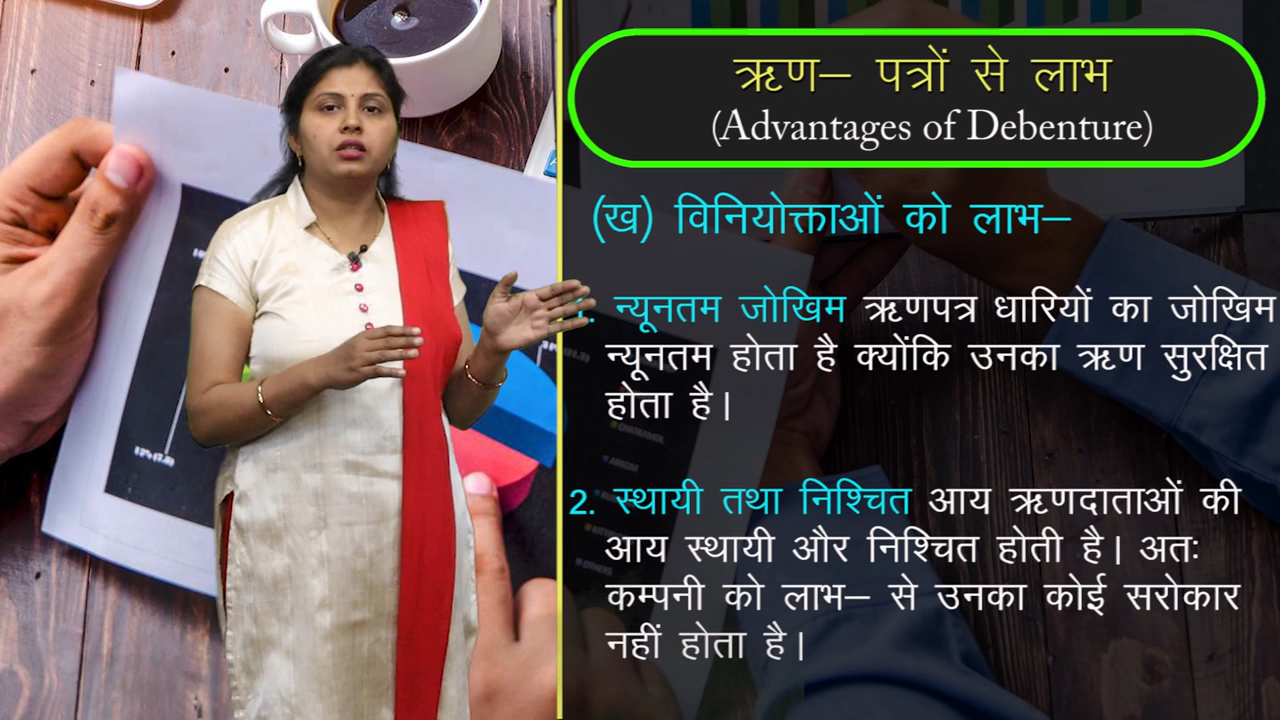 ऋण– पत्रों से लाभ
(Advantages of Debenture)
(ख) विनियोक्ताओं को लाभ–
1. न्यूनतम जोखिम ऋणपत्र धारियों का जोखिम
न्यूनतम होता है क्योंकि उनका ऋण सुरक्षित
होता है।
2. स्थायी तथा निश्चित आय ऋणदाताओं की
आय स्थायी और निश्चित होती है। अतः
कम्पनी को लाभ– से उनका कोई सरोकार
नहीं होता है।